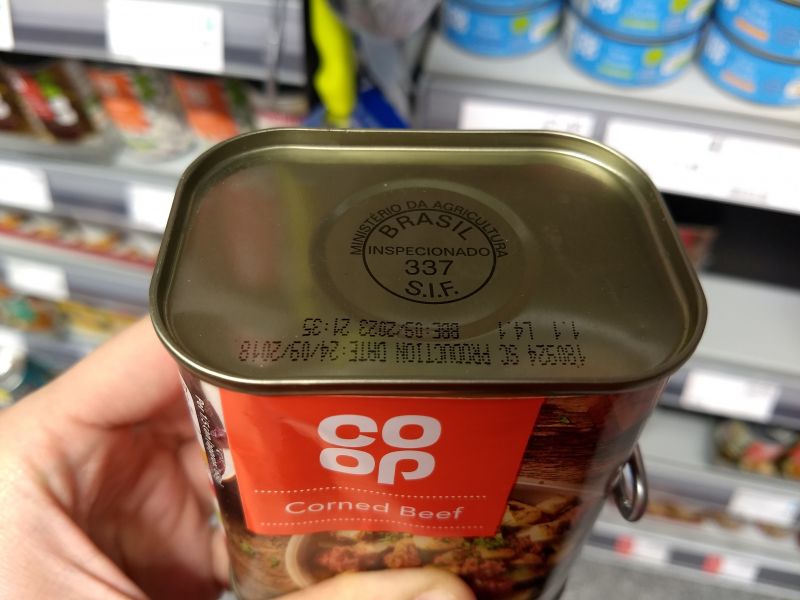 MINISTÉRIO DA AGRICULTURA
BRASIL
INSPECIONADO
337
S.I.F.
180924 SC PRODUCTION DATE:24/09/2018
1.1 L4.1 BBE:09/2023 21:35
CO
OP
Corned Beef